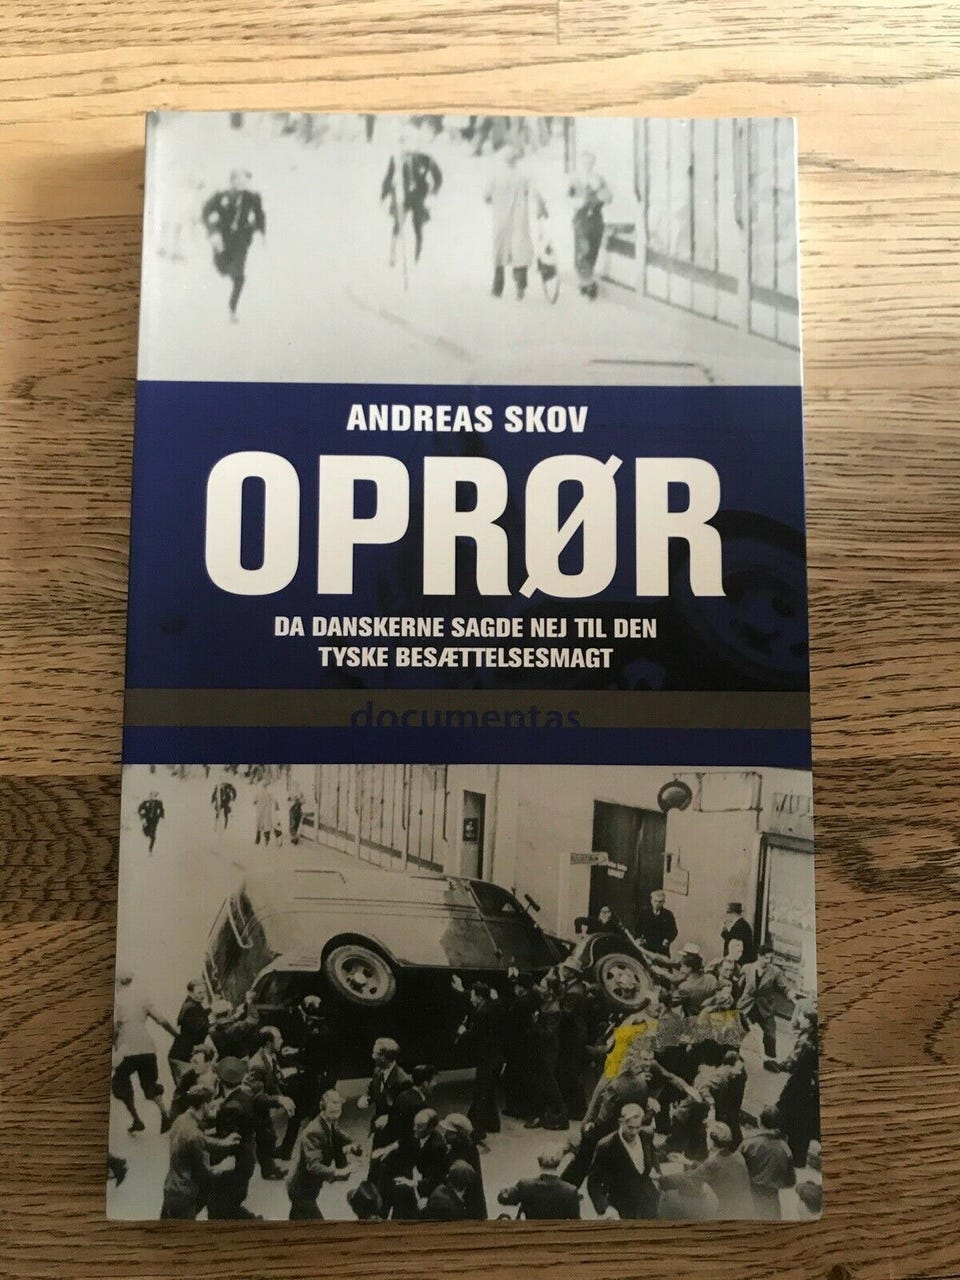 ANDREAS SKOV
OPRØR
DA DANSKERNE SAGDE NEJ TIL DEN
TYSKE BESÆTTELSESMAGT
documentas